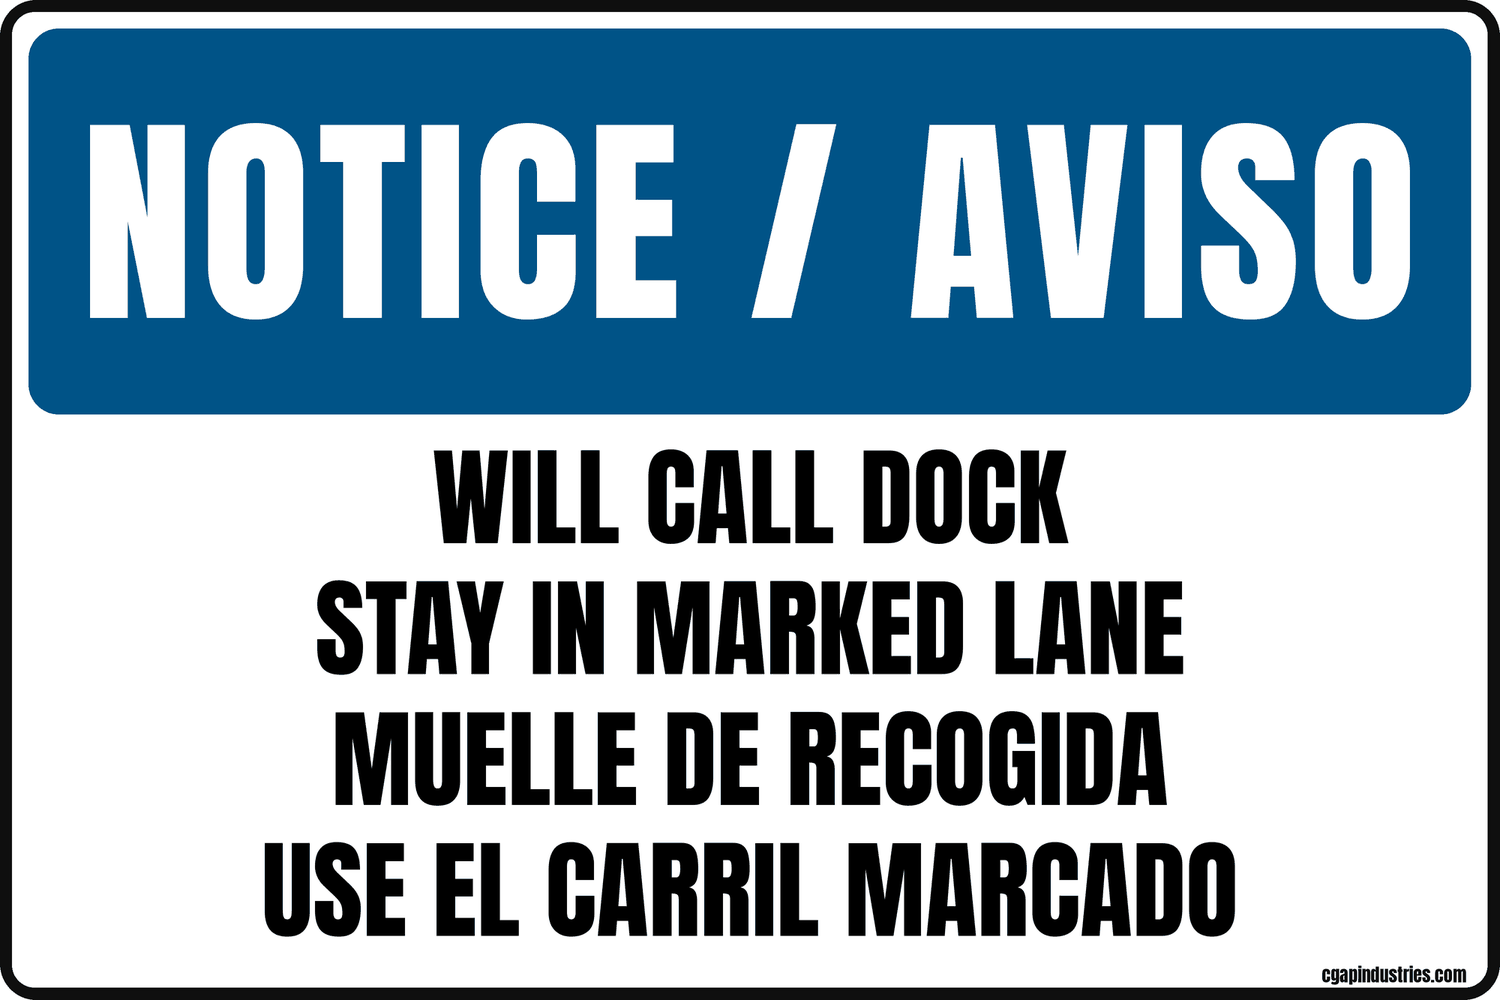 NOTICE / AVISO
WILL CALL DOCK
STAY IN MARKED LANE
MUELLE DE RECOGIDA
USE EL CARRIL MARCADO
cgapindustries.com